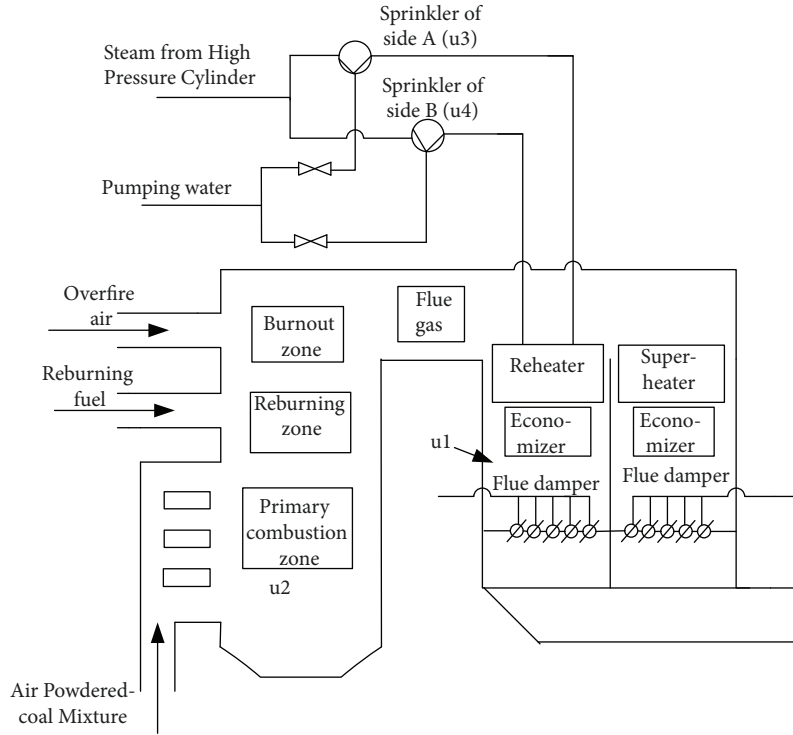 Sprinkler of
side A (u3)
Steam from High
Pressure Cylinder
Sprinkler of
side B (u4)
Pumping water
Overfire
air
Flue
gas
Burnout
zone
Reheater
Super-
heater
Reburning
fuel
Reburning
zone
Econo-
mizer
Econo-
mizer
u1
Flue damper
Flue damper
Primary
combustion
zone
u2
Air Powdered-
coal Mixture